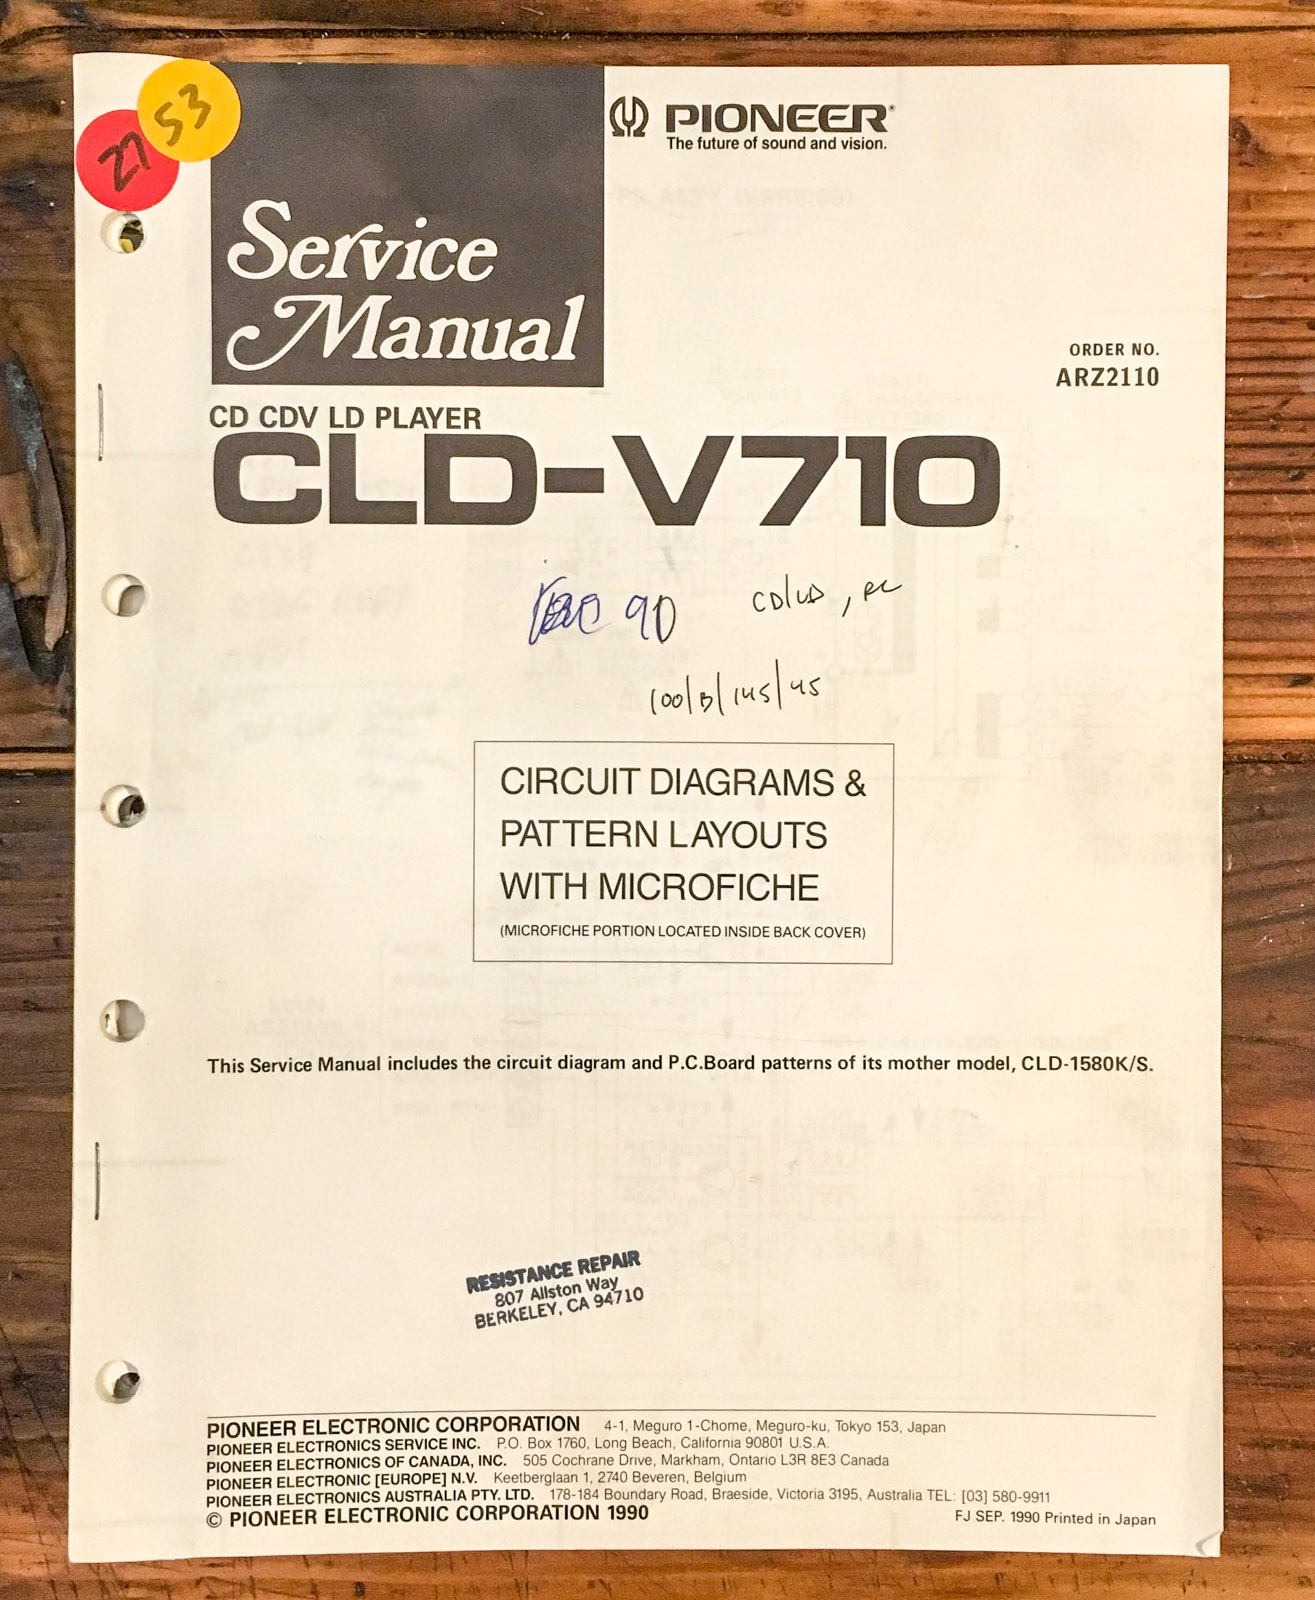 27 53
PIONEER®
The future of sound and vision.
Service
Manual
ORDER NO.
ARZ2110
CD CDV LD PLAYER
CLD-V710
90 CD/LD, RC
100/B/145/45
CIRCUIT DIAGRAMS &
PATTERN LAYOUTS
WITH MICROFICHE
(MICROFICHE PORTION LOCATED INSIDE BACK COVER)
This Service Manual includes the circuit diagram and P.C.Board patterns of its mother model, CLD-1580K/S.
RESISTANCE REPAIR
807 Allston Way
BERKELEY, CA 94710
PIONEER ELECTRONIC CORPORATION 4-1, Meguro 1-Chome, Meguro-ku, Tokyo 153, Japan
PIONEER ELECTRONICS SERVICE INC. P.O. Box 1760, Long Beach, California 90801 U.S.A.
PIONEER ELECTRONICS OF CANADA, INC. 505 Cochrane Drive, Markham, Ontario L3R 8E3 Canada
PIONEER ELECTRONIC [EUROPE] N.V. Keetberglaan 1, 2740 Beveren, Belgium
PIONEER ELECTRONICS AUSTRALIA PTY. LTD. 178-184 Boundary Road, Braeside, Victoria 3195, Australia TEL: [03] 580-9911
© PIONEER ELECTRONIC CORPORATION 1990 FJ SEP. 1990 Printed in Japan